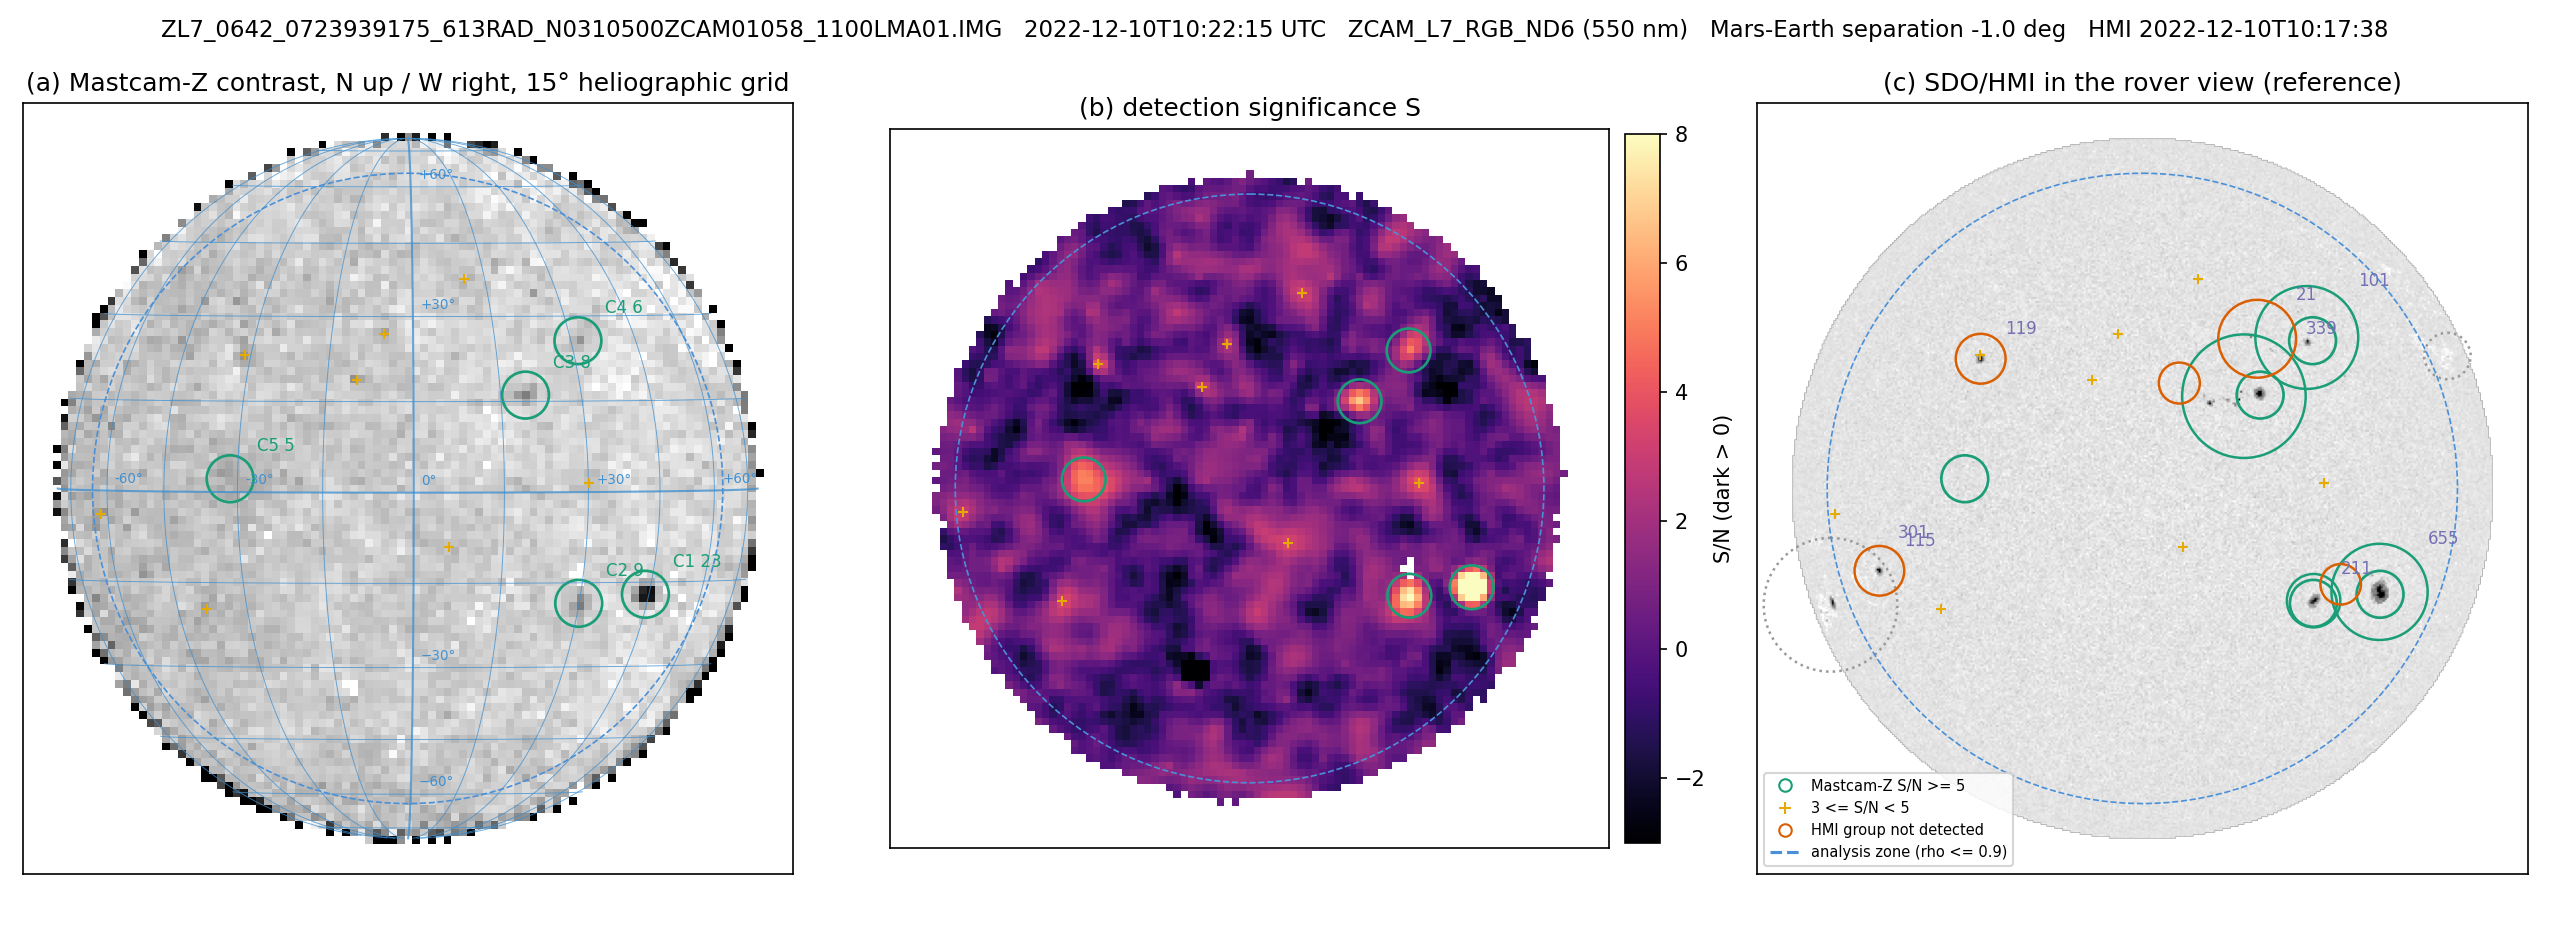 ZL7_0642_0723939175_613RAD_N0310500ZCAM01058_1100LMA01.IMG 2022-12-10T10:22:15 UTC ZCAM_L7_RGB_ND6 (550 nm) Mars-Earth separation -1.0 deg HMI 2022-12-10T10:17:38
(a) Mastcam-Z contrast, N up / W right, 15° heliographic grid
+60°
+30°
C4 6
C3 8
C5 5
-60°
-30°
0°
+30°
+60°
C2 9
C1 23
−30°
−60°
(b) detection significance S
8
6
4
2
0
−2
S/N (dark > 0)
(c) SDO/HMI in the rover view (reference)
101
21
339
119
301
115
655
211
Mastcam-Z S/N >= 5
3 <= S/N < 5
HMI group not detected
analysis zone (rho <= 0.9)